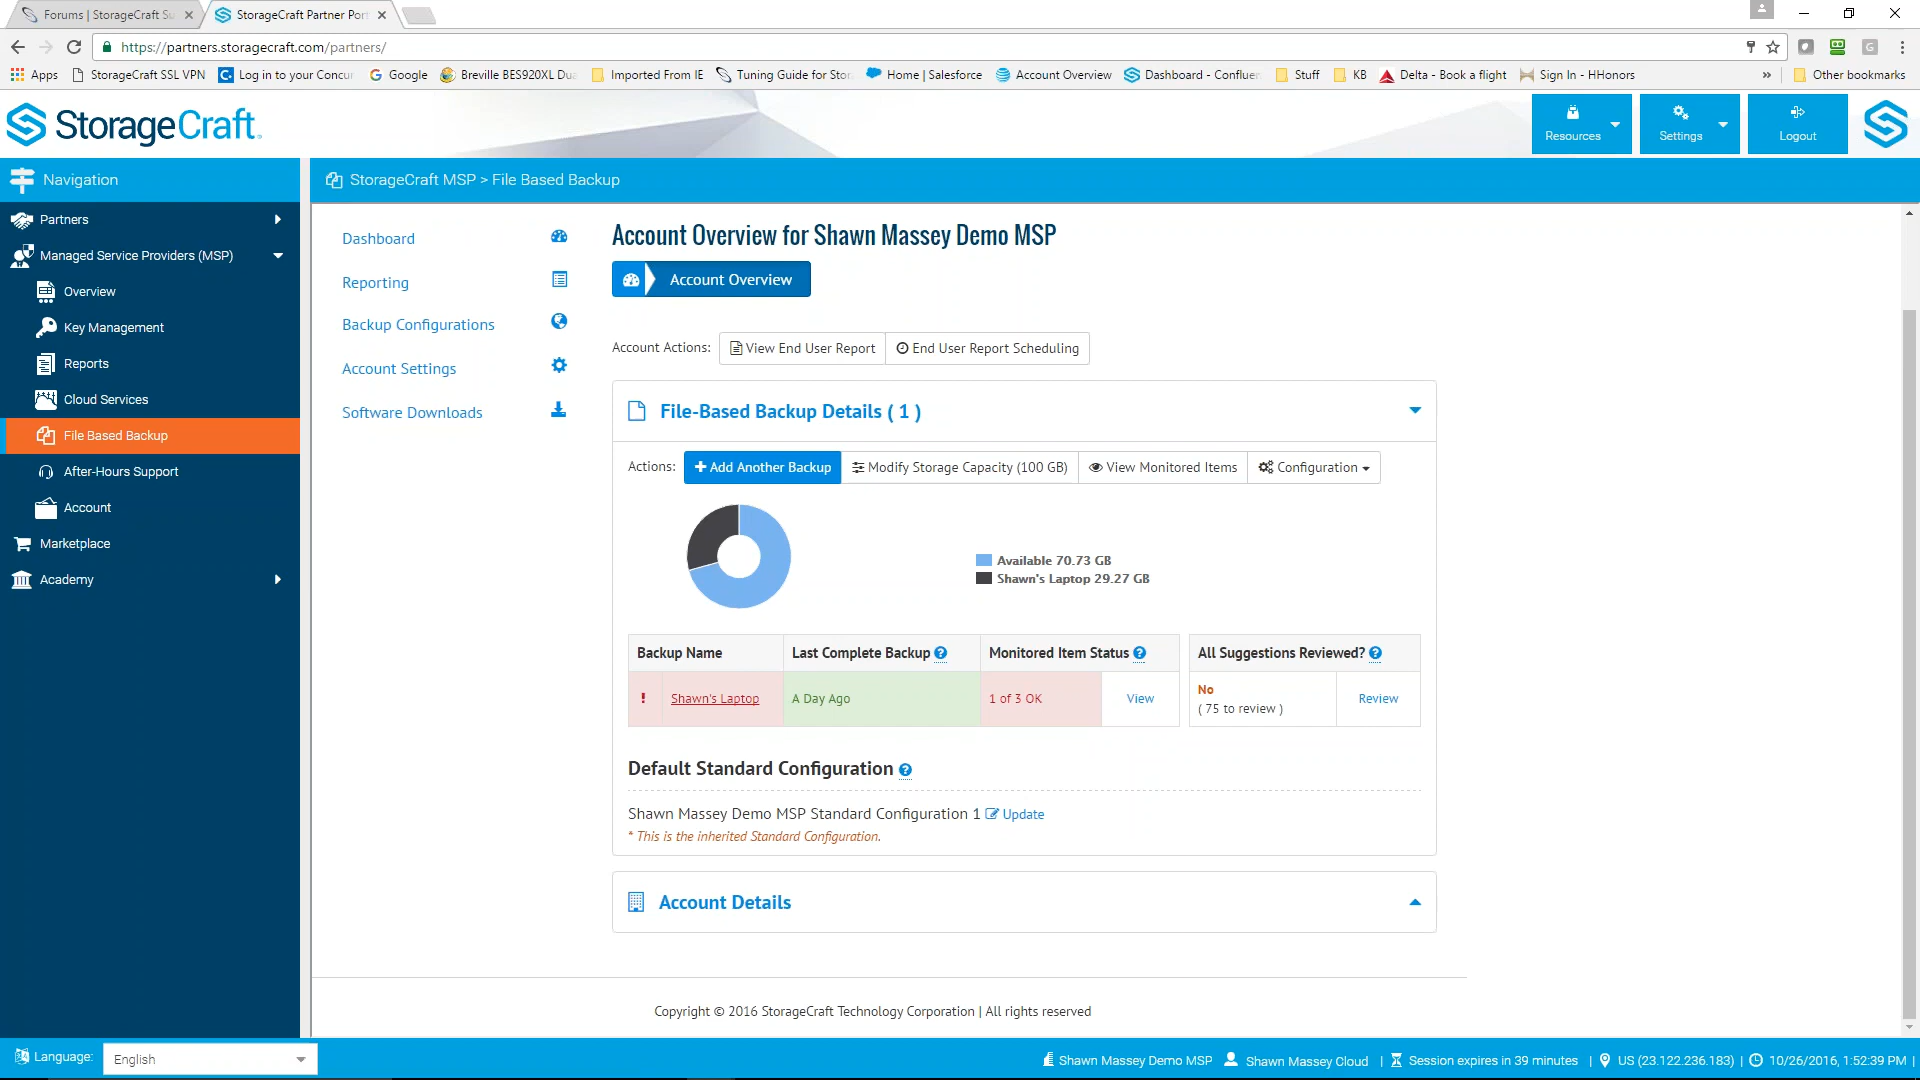 Forums | StorageCraft Su
StorageCraft Partner Por
https://partners.storagecraft.com/partners/
Apps
StorageCraft SSL VPN
Log in to your Concur
Google
Breville BES920XL Dua
Imported From IE
Tuning Guide for Stor
Home | Salesforce
Account Overview
Dashboard - Confluen
Stuff
KB
Delta - Book a flight
Sign In - HHonors
»
Other bookmarks
StorageCraft
Resources
Settings
Logout
Navigation
StorageCraft MSP > File Based Backup
Partners
Managed Service Providers (MSP)
Overview
Key Management
Reports
Cloud Services
File Based Backup
After-Hours Support
Account
Marketplace
Academy
Dashboard
Reporting
Backup Configurations
Account Settings
Software Downloads
Account Overview for Shawn Massey Demo MSP
Account Overview
Account Actions: View End User Report End User Report Scheduling
File-Based Backup Details ( 1 )
Actions: Add Another Backup Modify Storage Capacity (100 GB) View Monitored Items Configuration
Available 70.73 GB
Shawn's Laptop 29.27 GB
Backup Name Last Complete Backup ? Monitored Item Status ? All Suggestions Reviewed? ?
! Shawn's Laptop A Day Ago 1 of 3 OK View No
( 75 to review ) Review
Default Standard Configuration ?
Shawn Massey Demo MSP Standard Configuration 1 Update
* This is the inherited Standard Configuration.
Account Details
Copyright © 2016 StorageCraft Technology Corporation | All rights reserved
Language: English
Shawn Massey Demo MSP Shawn Massey Cloud | Session expires in 39 minutes | US (23.122.236.183) | 10/26/2016, 1:52:39 PM |